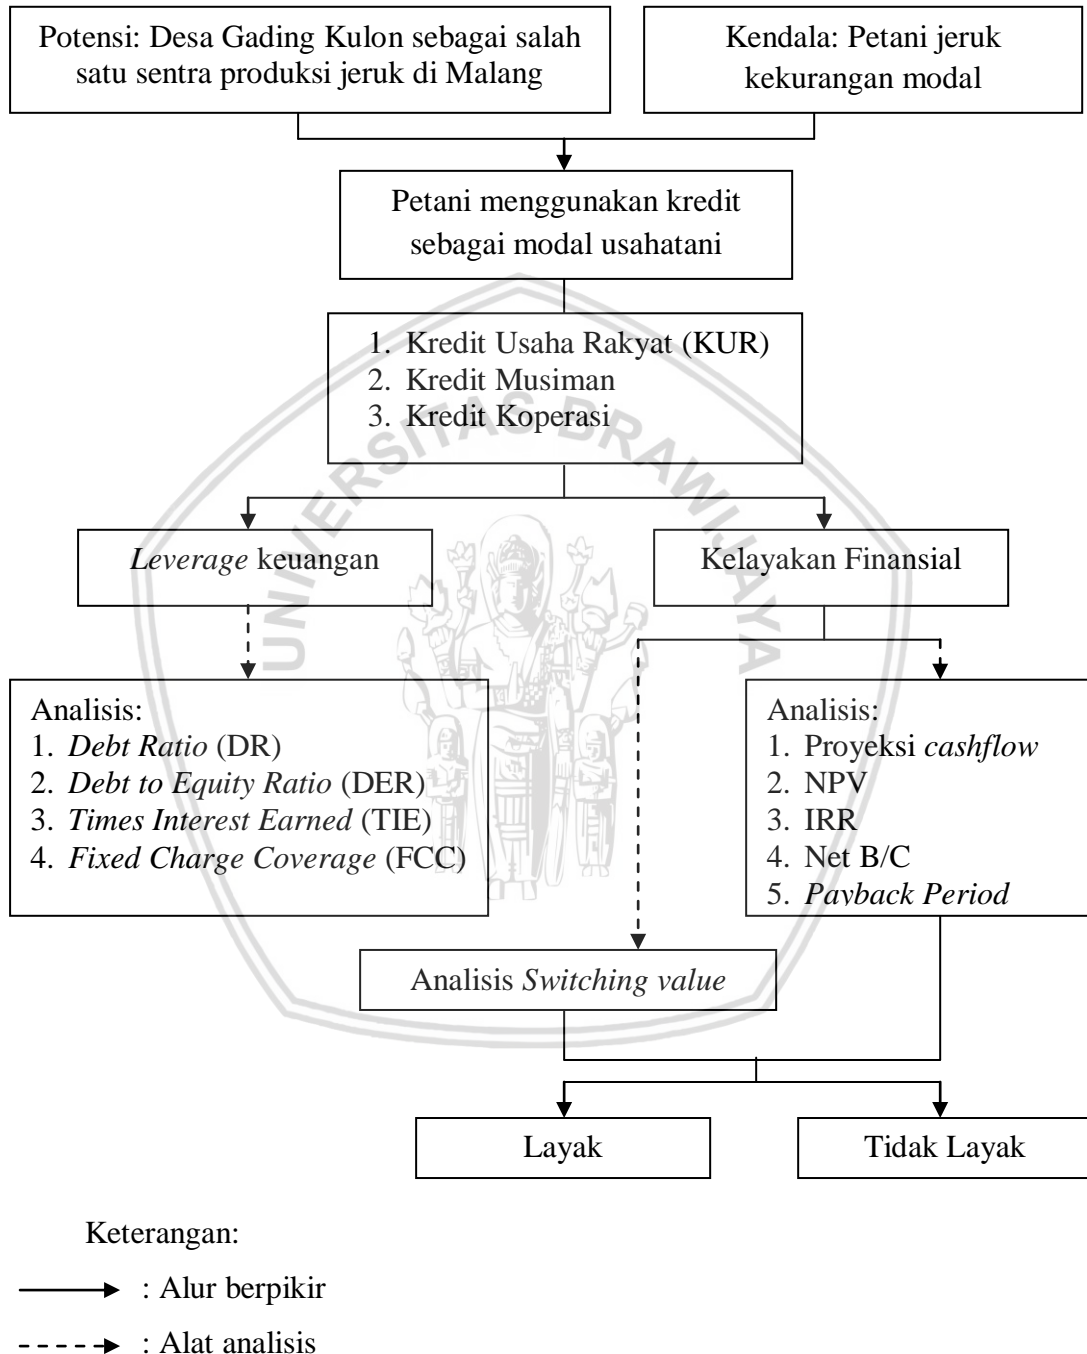 Potensi: Desa Gading Kulon sebagai salah
satu sentra produksi jeruk di Malang
Kendala: Petani jeruk
kekurangan modal
Petani menggunakan kredit
sebagai modal usahatani
1. Kredit Usaha Rakyat (KUR)
2. Kredit Musiman
3. Kredit Koperasi
Leverage keuangan
Kelayakan Finansial
Analisis:
1. Debt Ratio (DR)
2. Debt to Equity Ratio (DER)
3. Times Interest Earned (TIE)
4. Fixed Charge Coverage (FCC)
Analisis:
1. Proyeksi cashflow
2. NPV
3. IRR
4. Net B/C
5. Payback Period
Analisis Switching value
Layak
Tidak Layak
Keterangan:
: Alur berpikir
: Alat analisis
UNIVERSITAS BRAWIJAYA